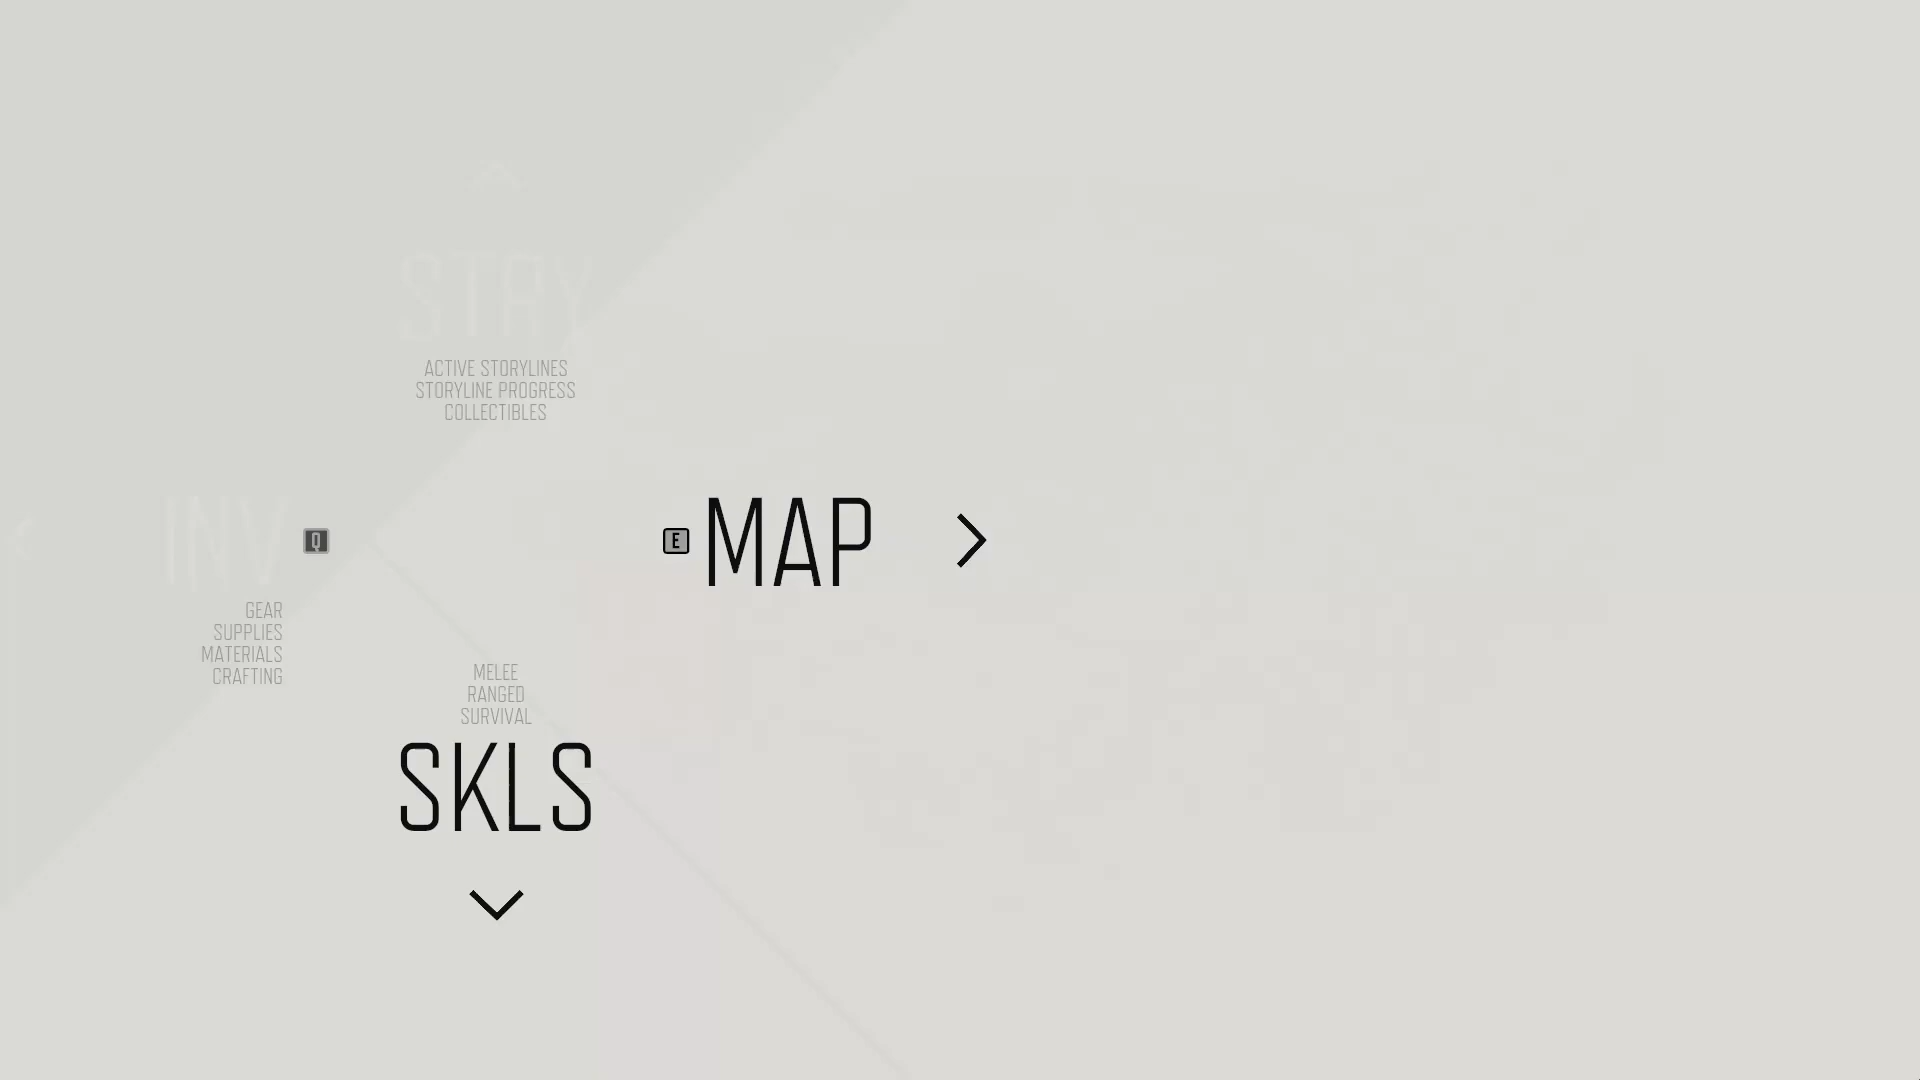 STRY
ACTIVE STORYLINES
STORYLINE PROGRESS
COLLECTIBLES
INV
Q
E
MAP
GEAR
SUPPLIES
MATERIALS
CRAFTING
MELEE
RANGED
SURVIVAL
SKLS